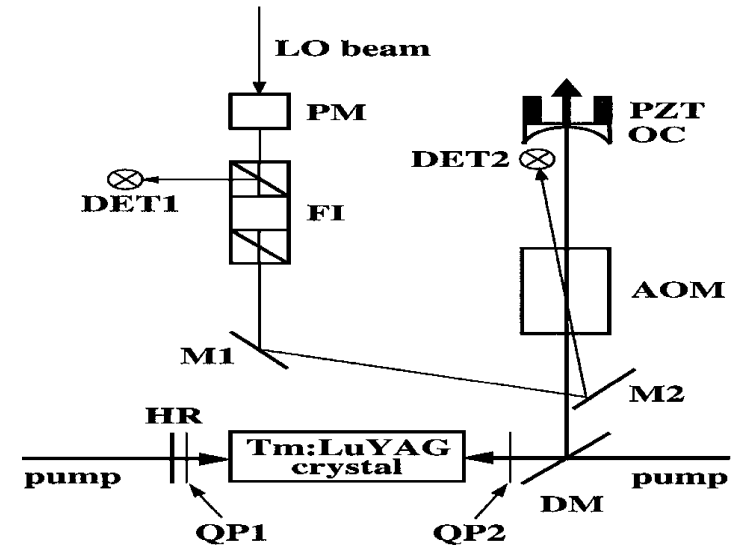 LO beam
PM
PZT
OC
DET2
DET1
FI
AOM
M1
M2
HR
Tm:LuYAG
crystal
pump
pump
DM
QP1
QP2